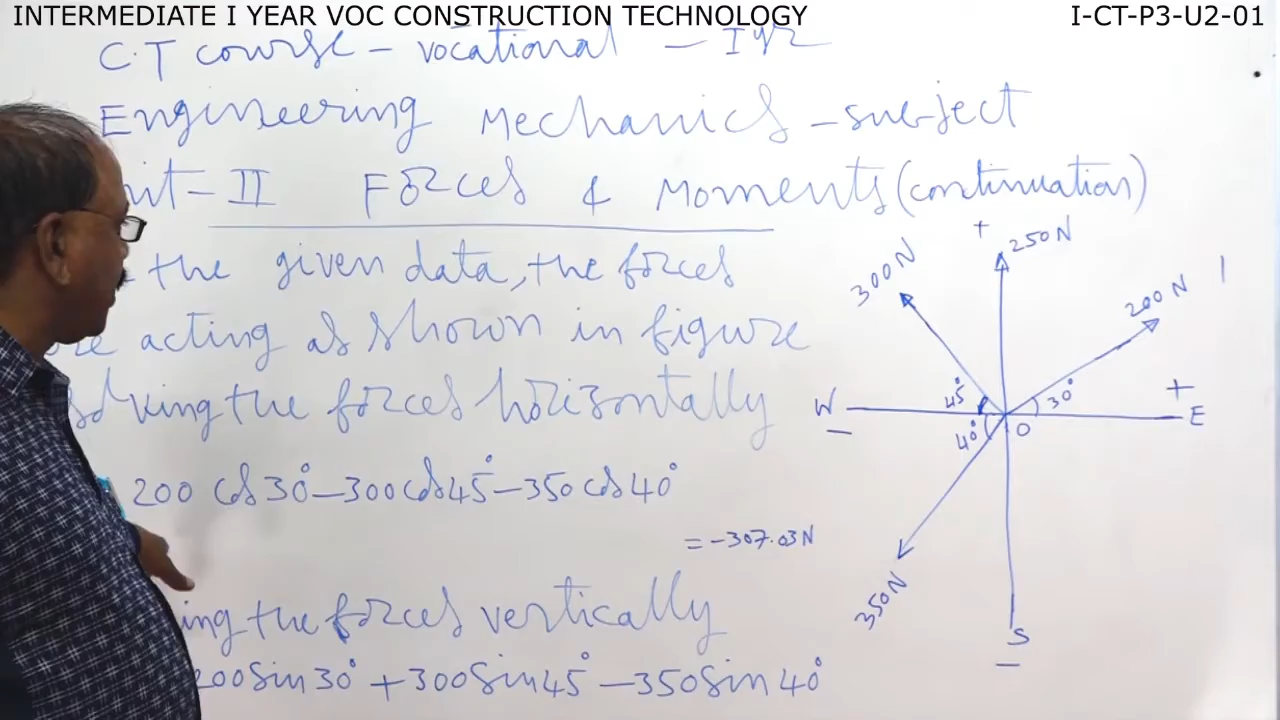 INTERMEDIATE I YEAR VOC CONSTRUCTION TECHNOLOGY
I-CT-P3-U2-01
C.T course - vocational - I yr
Engineering Mechanics - subject
nit - II Forces & Moments (continuation)
the given data, the forces
acting as shown in figure
solving the forces horizontally
200 cos 30° - 300 cos 45° - 350 cos 40°
= -307.03 N
ing the forces vertically
200 sin 30° + 300 sin 45° - 350 sin 40°
+
250 N
300 N
200 N
45°
30°
+
W
E
-
40°
O
350 N
S
-